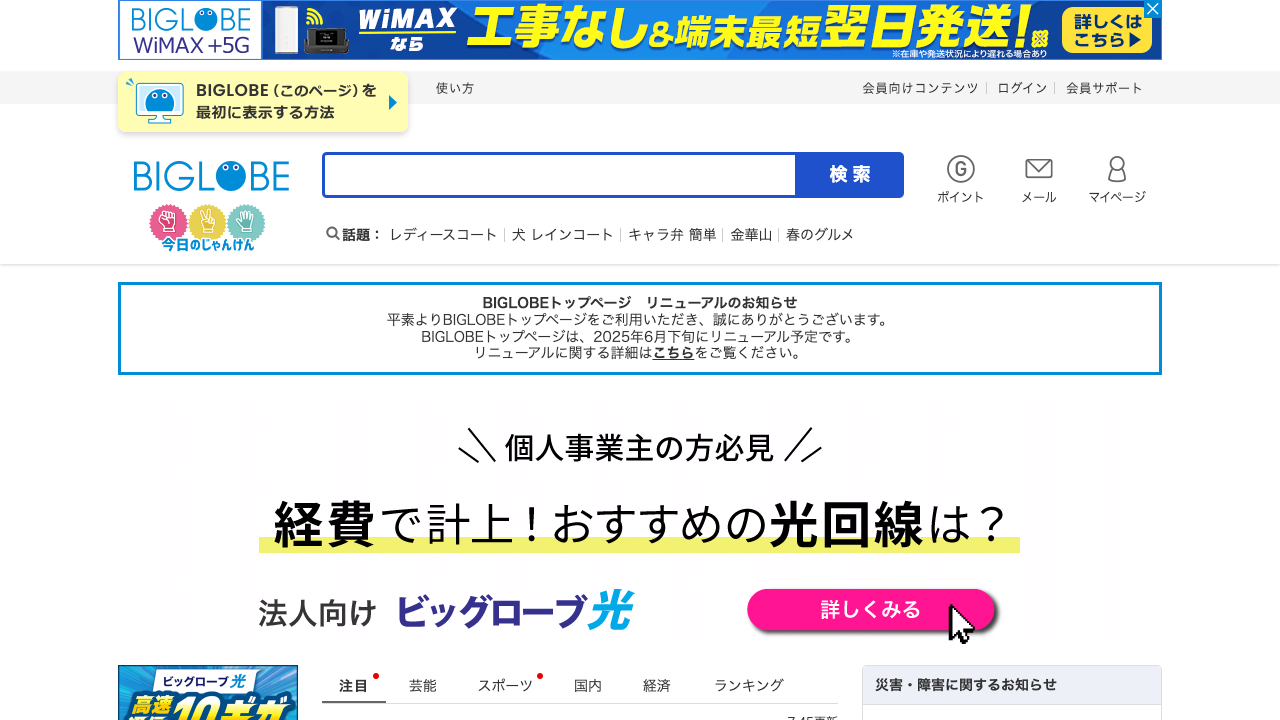 BIGLOBE
WiMAX +5G
WiMAX
なら
工事なし&端末最短翌日発送!※
※在庫や発送状況により遅れる場合あり
詳しくは
こちら▶
BIGLOBE（このページ）を
最初に表示する方法
使い方
会員向けコンテンツ
ログイン
会員サポート
BIGLOBE
今日のじゃんけん
検索
ポイント
メール
マイページ
話題：
レディースコート
犬 レインコート
キャラ弁 簡単
金華山
春のグルメ
BIGLOBEトップページ　リニューアルのお知らせ
平素よりBIGLOBEトップページをご利用いただき、誠にありがとうございます。
BIGLOBEトップページは、2025年6月下旬にリニューアル予定です。
リニューアルに関する詳細はこちらをご覧ください。
個人事業主の方必見
経費で計上！おすすめの光回線は？
法人向け ビッグローブ光
詳しくみる
ビッグローブ光
高速
10ギガ
注目
芸能
スポーツ
国内
経済
ランキング
7:45更新
災害・障害に関するお知らせ